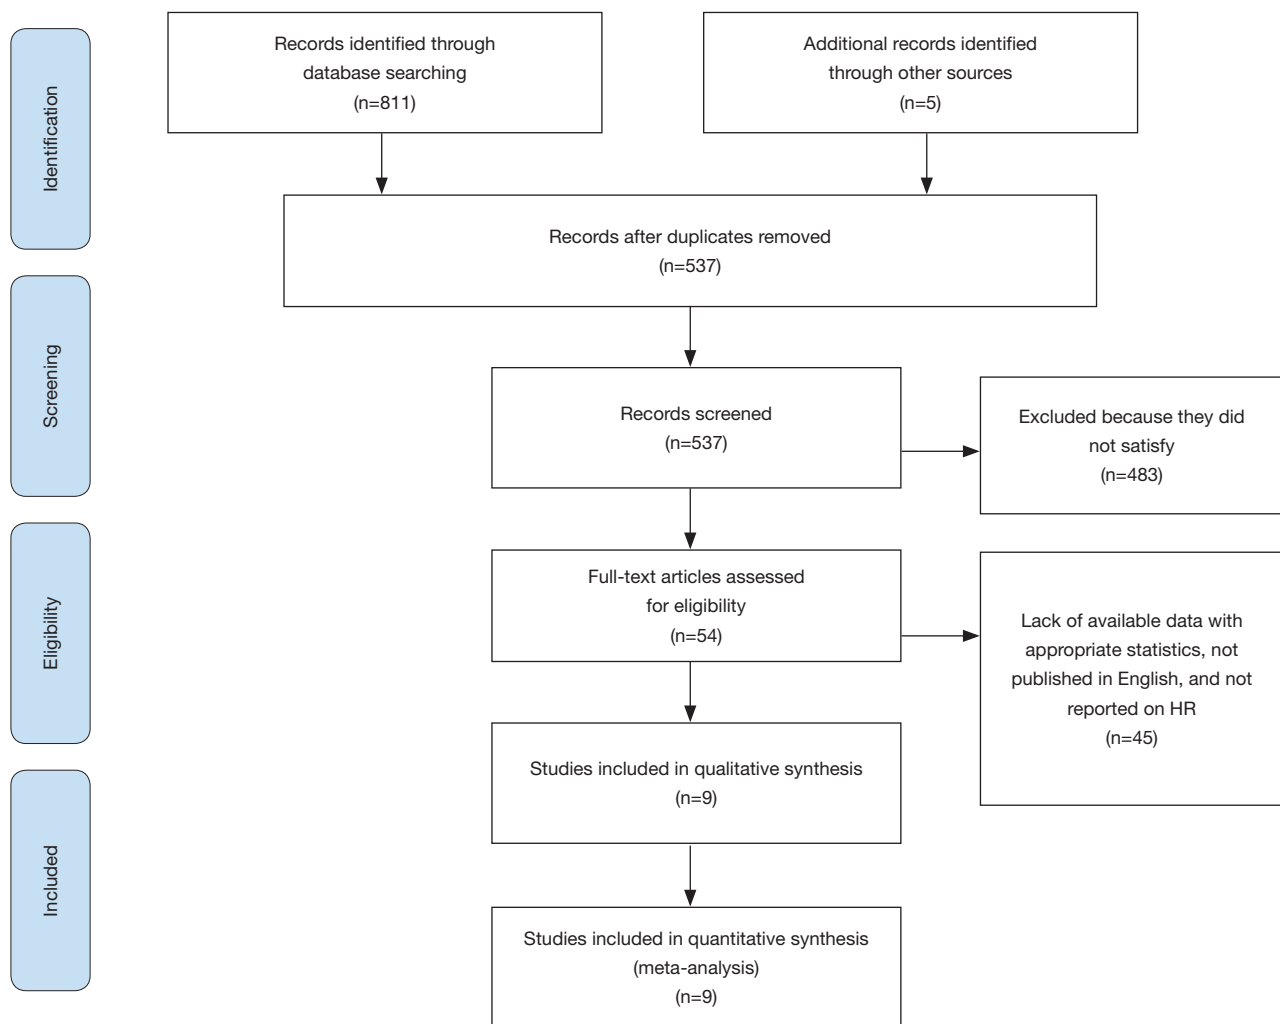 Identification
Records identified through
database searching
(n=811)
Additional records identified
through other sources
(n=5)
Records after duplicates removed
(n=537)
Screening
Records screened
(n=537)
Excluded because they did
not satisfy
(n=483)
Eligibility
Full-text articles assessed
for eligibility
(n=54)
Lack of available data with
appropriate statistics, not
published in English, and not
reported on HR
(n=45)
Studies included in qualitative synthesis
(n=9)
Included
Studies included in quantitative synthesis
(meta-analysis)
(n=9)